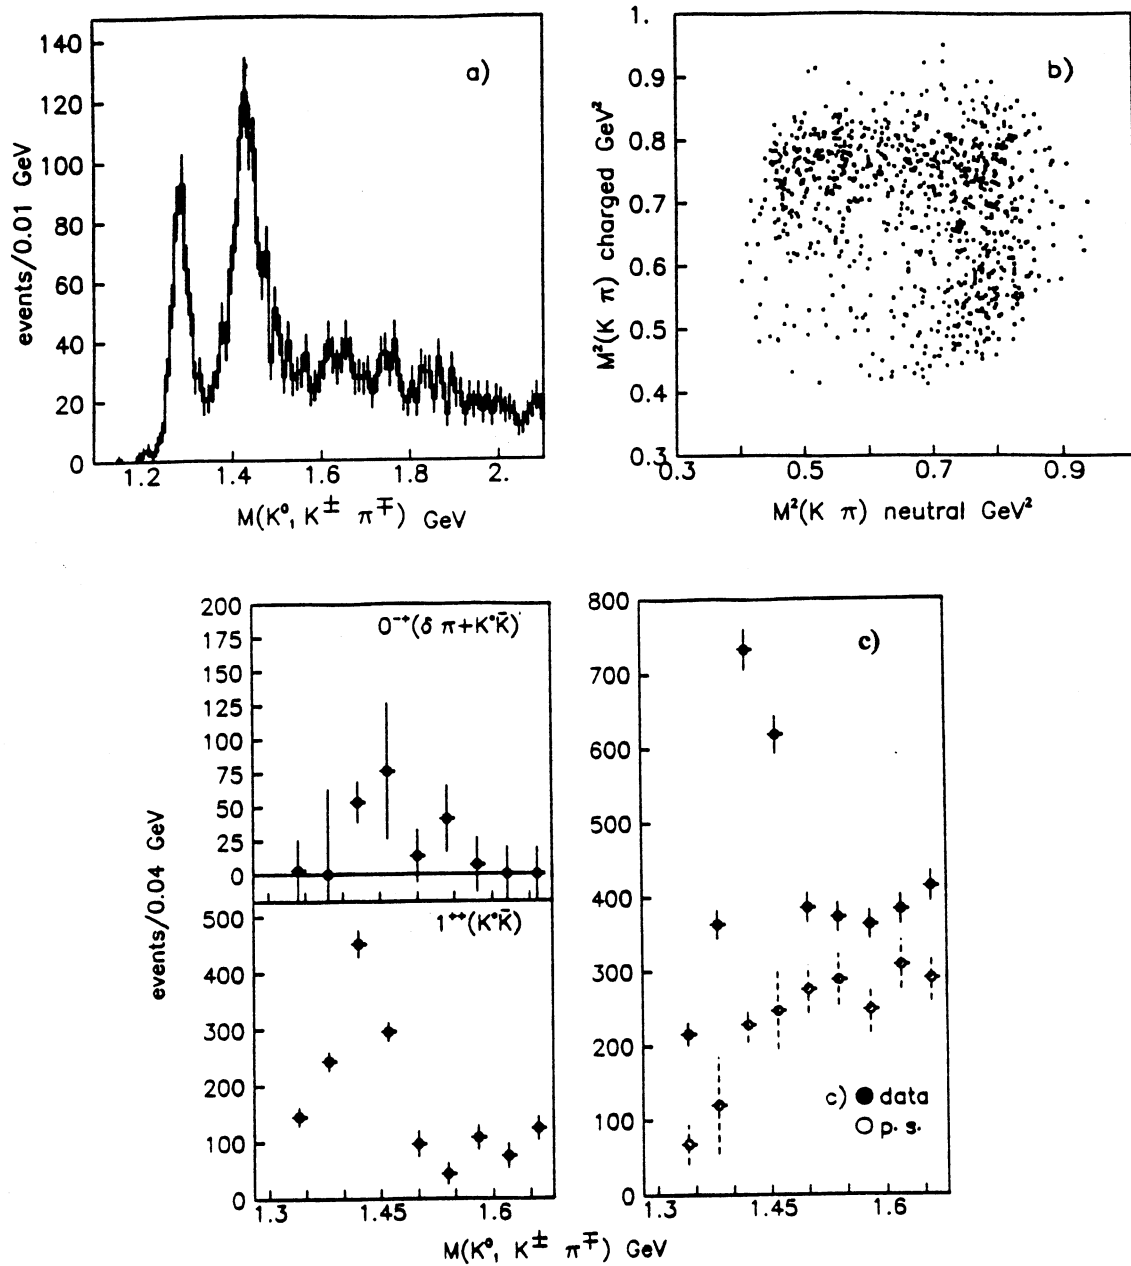 140
120
100
80
60
40
20
0
events/0.01 GeV
a)
1.2 1.4 1.6 1.8 2.
M(K°, K± π∓) GeV
1.
0.9
0.8
0.7
0.6
0.5
0.4
0.3
M²(K π) charged GeV²
b)
0.3 0.5 0.7 0.9
M²(K π) neutral GeV²
200
175
150
125
100
75
50
25
0
0⁻⁺(δ π+K*K̄)
500
400
300
200
100
0
1⁺⁺(K*K̄)
events/0.04 GeV
1.3 1.45 1.6
800
700
600
500
400
300
200
100
0
c)
c) ● data
○ p. s.
1.3 1.45 1.6
M(K°, K± π∓) GeV